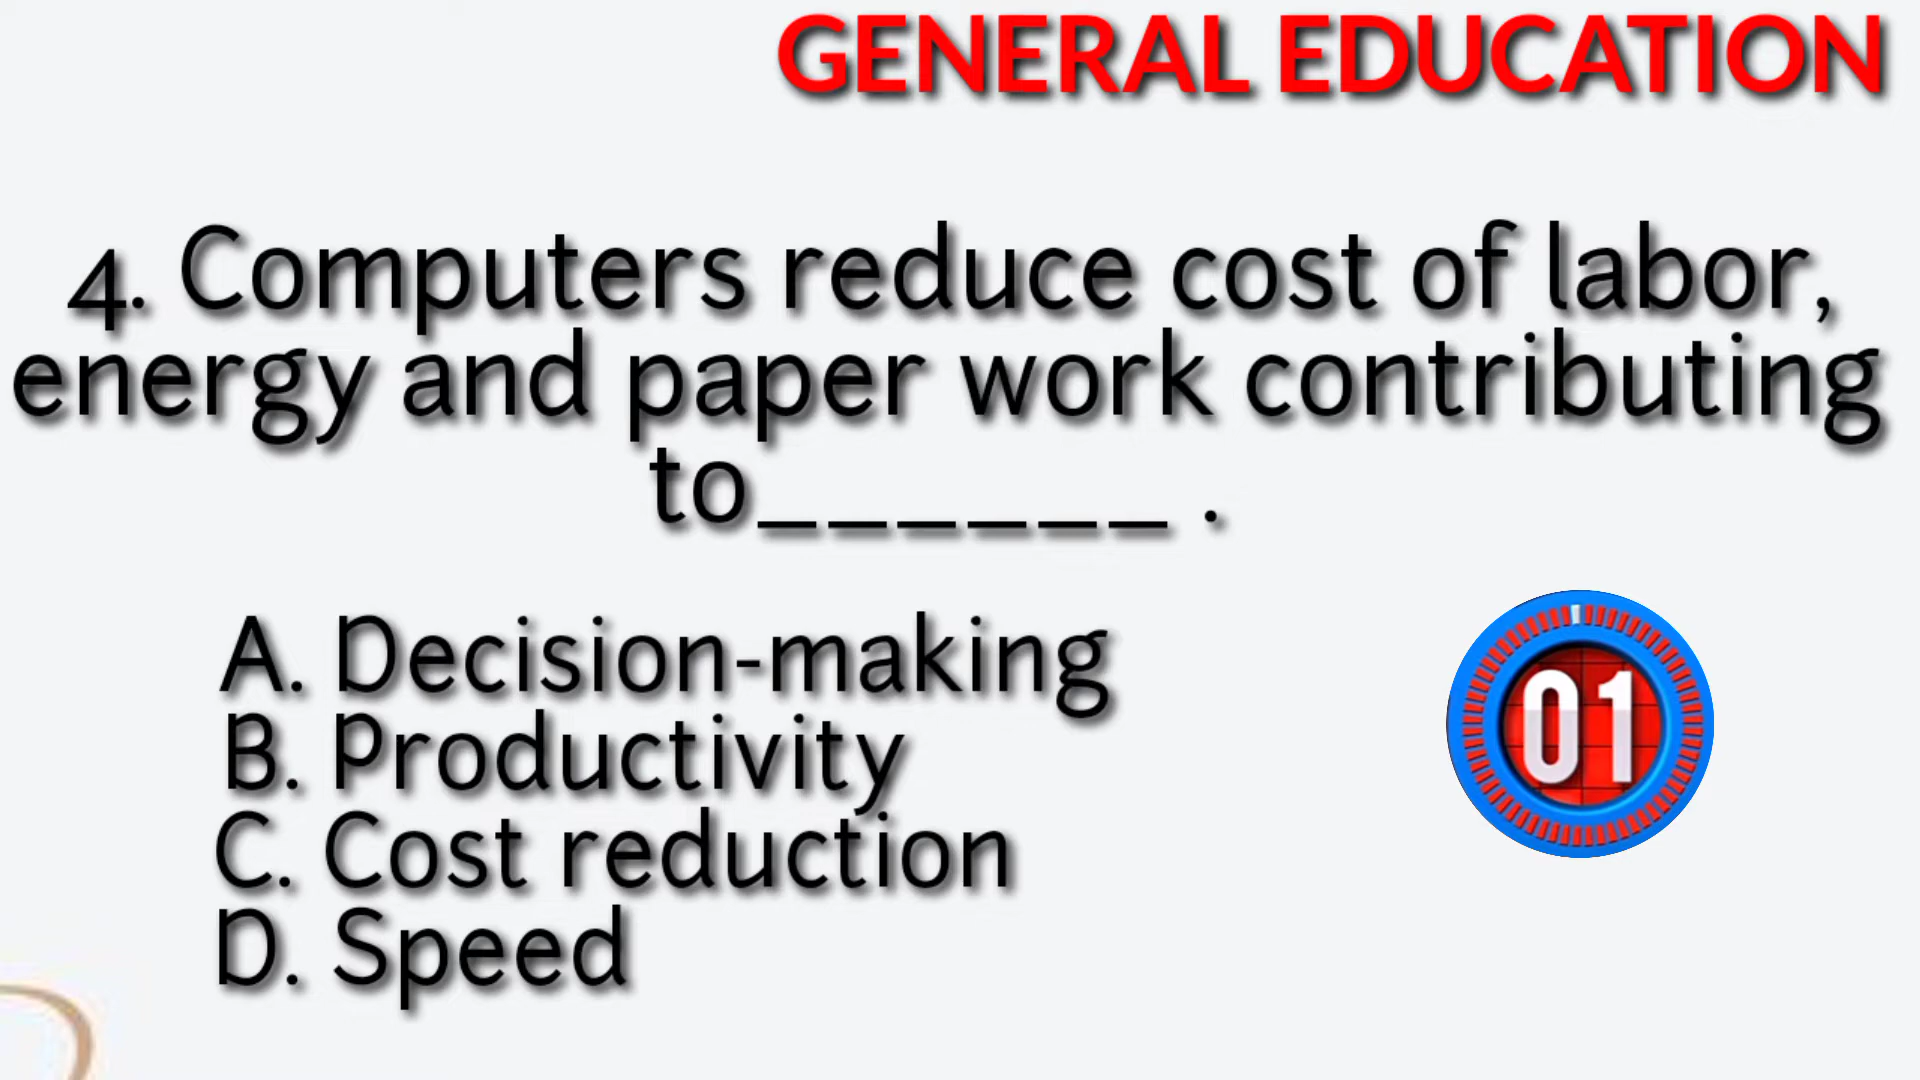 GENERAL EDUCATION
4. Computers reduce cost of labor,
energy and paper work contributing
to______ .
A. Decision-making
B. Productivity
C. Cost reduction
D. Speed
01